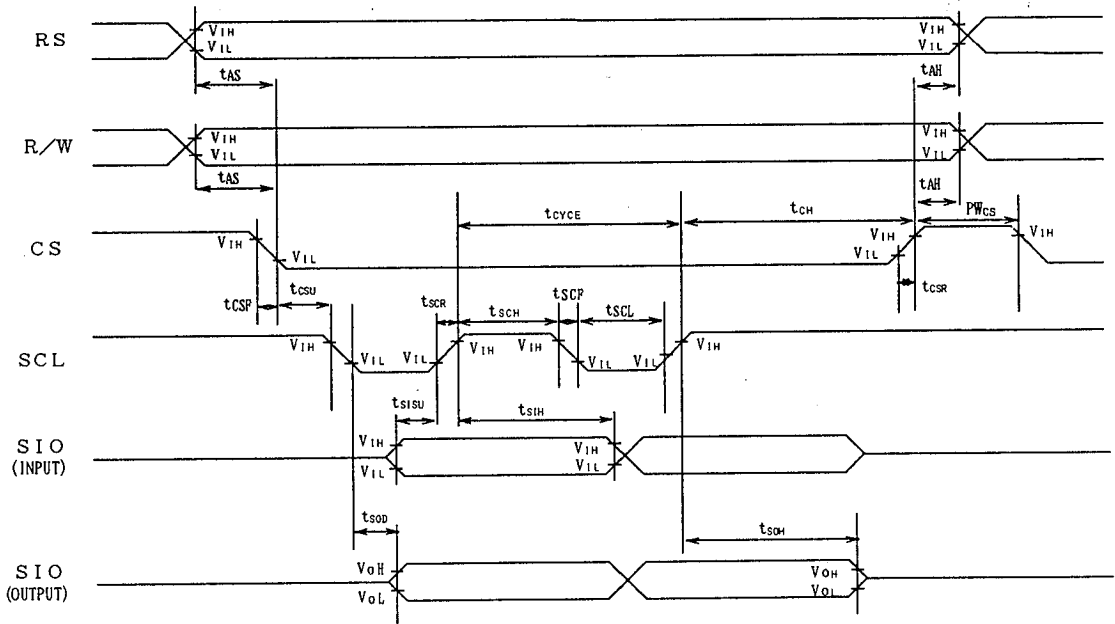 RS
VIH
VIL
VIH
VIL
tAS
tAH
R/W
VIH
VIL
VIH
VIL
tAS
tAH
tCYCE
tCH
PWCS
CS
VIH
VIL
VIH
VIL
VIH
tCSF
tCSU
tSCR
tSCH
tSCF
tSCL
tCSR
SCL
VIH
VIL
VIL
VIH
VIH
VIL
VIL
VIH
tSISU
tSIH
SIO
(INPUT)
VIH
VIL
VIH
VIL
tSOD
tSOH
SIO
(OUTPUT)
VOH
VOL
VOH
VOL